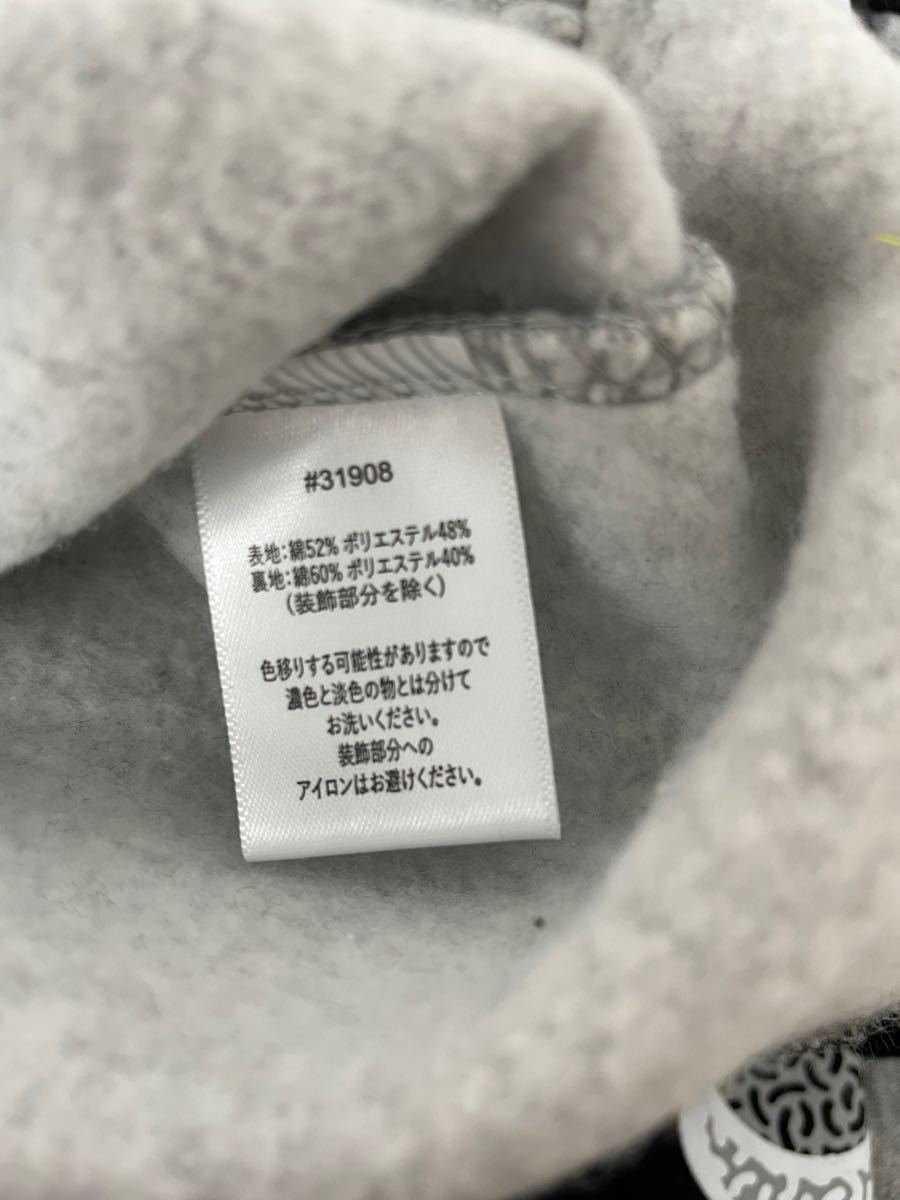 #31908
表地：綿52% ポリエステル48%
裏地：綿60% ポリエステル40%
(装飾部分を除く)
色移りする可能性がありますので
濃色と淡色の物とは分けて
お洗いください。
装飾部分への
アイロンはお避けください。